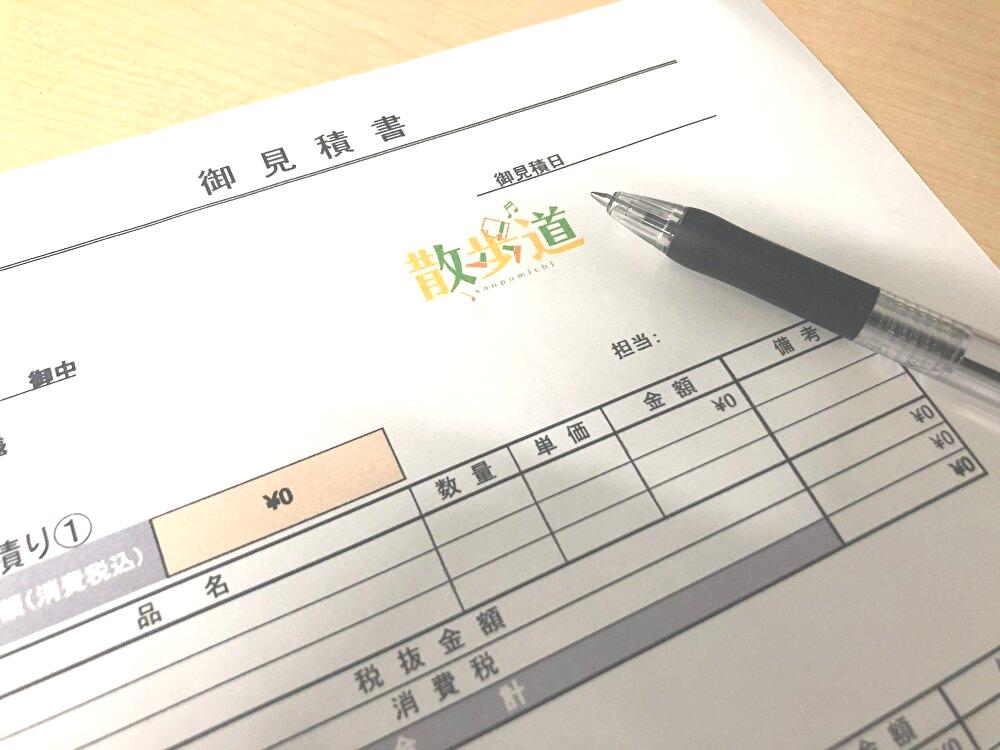 御見積書
御見積日
散歩道
sanpomichi
御中
担当:
積り①
額(消費税込) ¥0
品名 数量 単価 金額 備考
¥0
税抜金額 ¥0
消費税 ¥0
合計 ¥0
金額